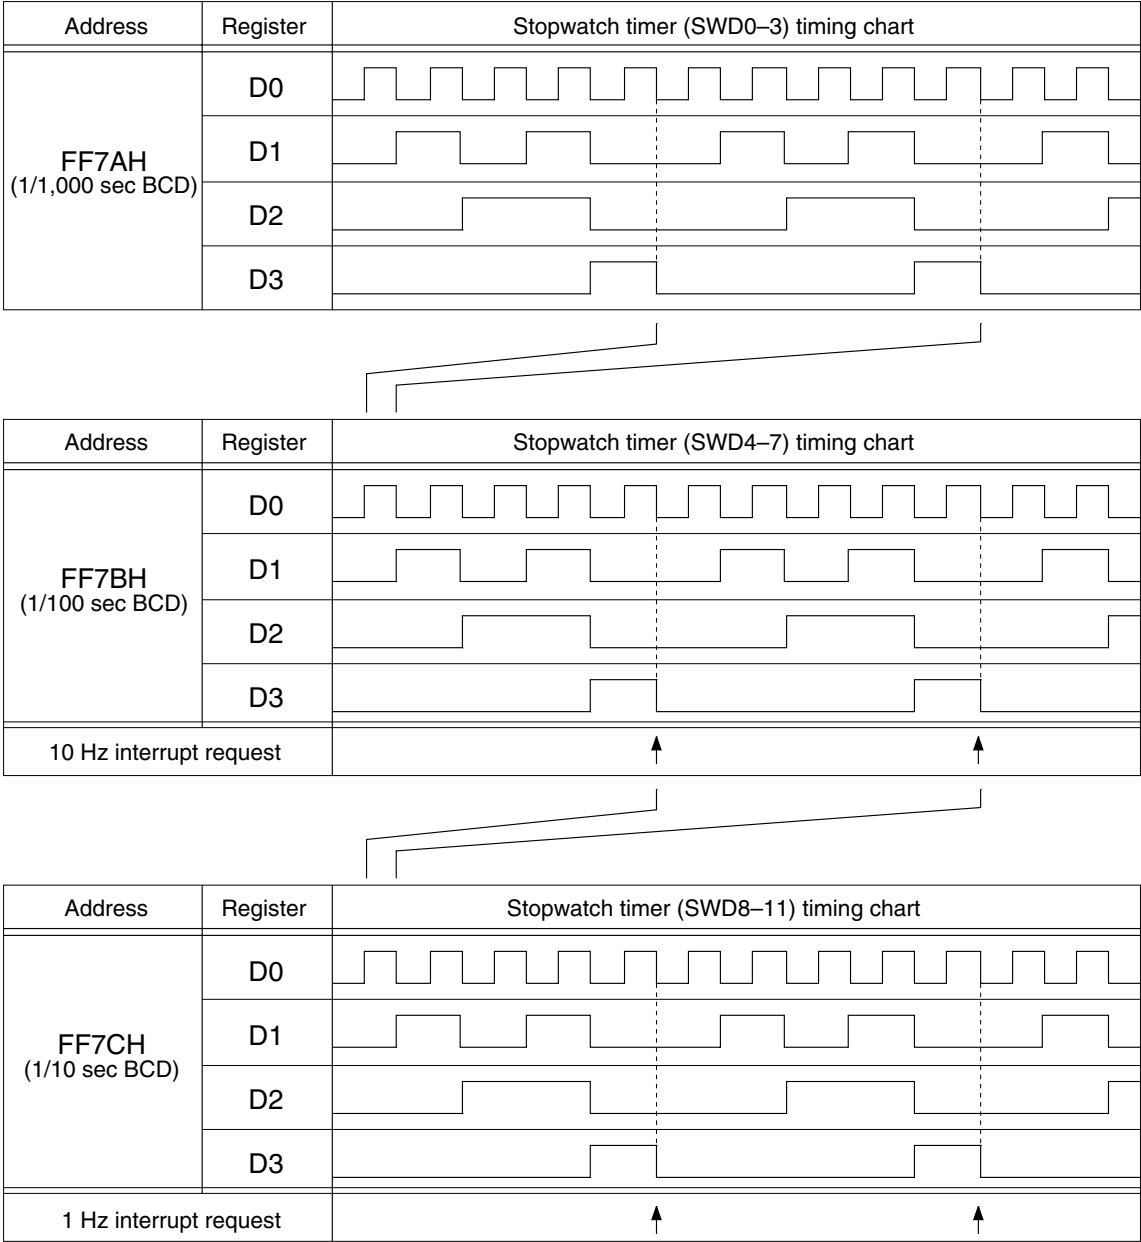 Address Register Stopwatch timer (SWD0–3) timing chart
D0
D1
FF7AH
(1/1,000 sec BCD)
D2
D3
Address Register Stopwatch timer (SWD4–7) timing chart
D0
D1
FF7BH
(1/100 sec BCD)
D2
D3
10 Hz interrupt request
Address Register Stopwatch timer (SWD8–11) timing chart
D0
D1
FF7CH
(1/10 sec BCD)
D2
D3
1 Hz interrupt request